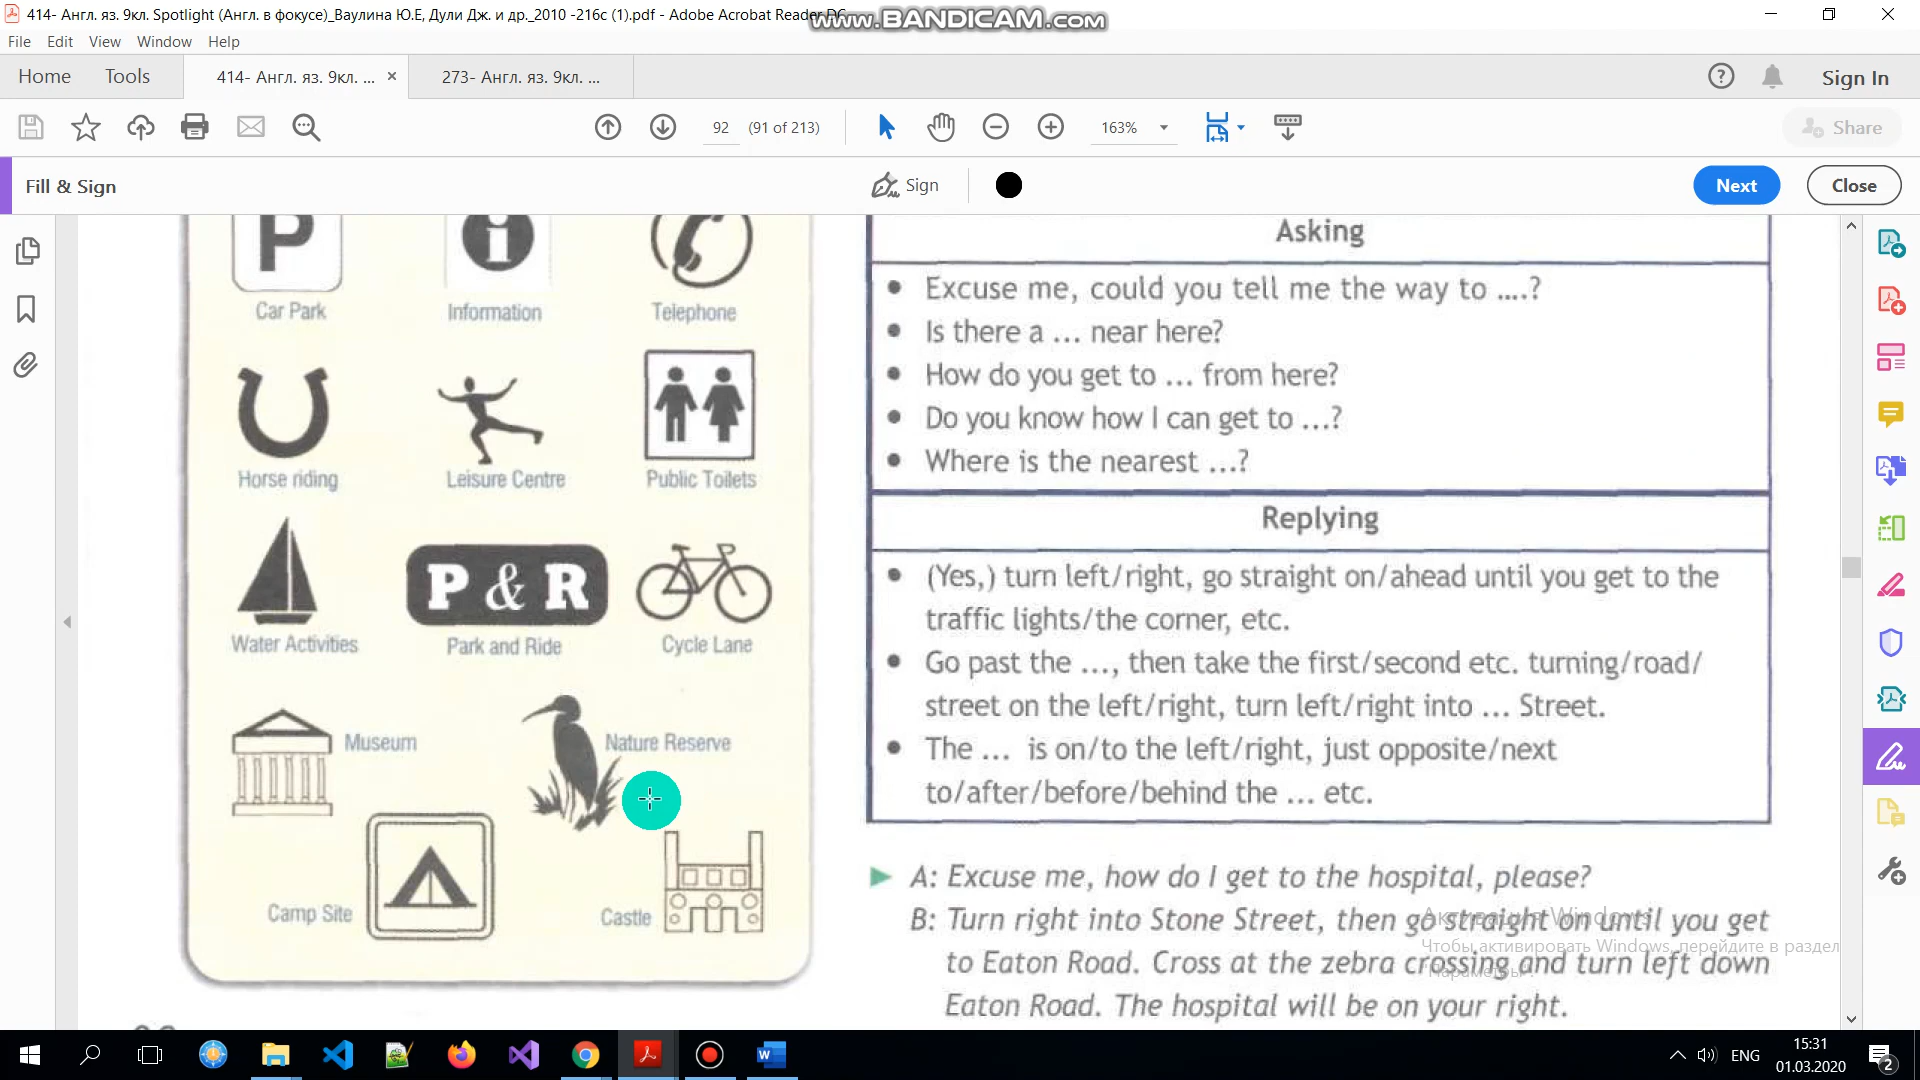 414- Англ. яз. 9кл. Spotlight (Англ. в фокусе)_Ваулина Ю.Е, Дули Дж. и др._2010 -216с (1).pdf - Adobe Acrobat Reader DC
www.BANDICAM.com
File Edit View Window Help
Home Tools 414- Англ. яз. 9кл. ... 273- Англ. яз. 9кл. ... Sign In
92 (91 of 213) 163% Share
Fill & Sign Sign Next Close
P
Car Park Information Telephone
Horse riding Leisure Centre Public Toilets
P & R
Water Activities Park and Ride Cycle Lane
Museum Nature Reserve
Camp Site Castle
Asking
• Excuse me, could you tell me the way to ....?
• Is there a ... near here?
• How do you get to ... from here?
• Do you know how I can get to ...?
• Where is the nearest ...?
Replying
• (Yes,) turn left/right, go straight on/ahead until you get to the
traffic lights/the corner, etc.
• Go past the ..., then take the first/second etc. turning/road/
street on the left/right, turn left/right into ... Street.
• The ... is on/to the left/right, just opposite/next
to/after/before/behind the ... etc.
A: Excuse me, how do I get to the hospital, please?
B: Turn right into Stone Street, then go straight on until you get
to Eaton Road. Cross at the zebra crossing and turn left down
Eaton Road. The hospital will be on your right.
Активация Windows
Чтобы активировать Windows, перейдите в раздел
"Параметры".
ENG
15:31
01.03.2020
2